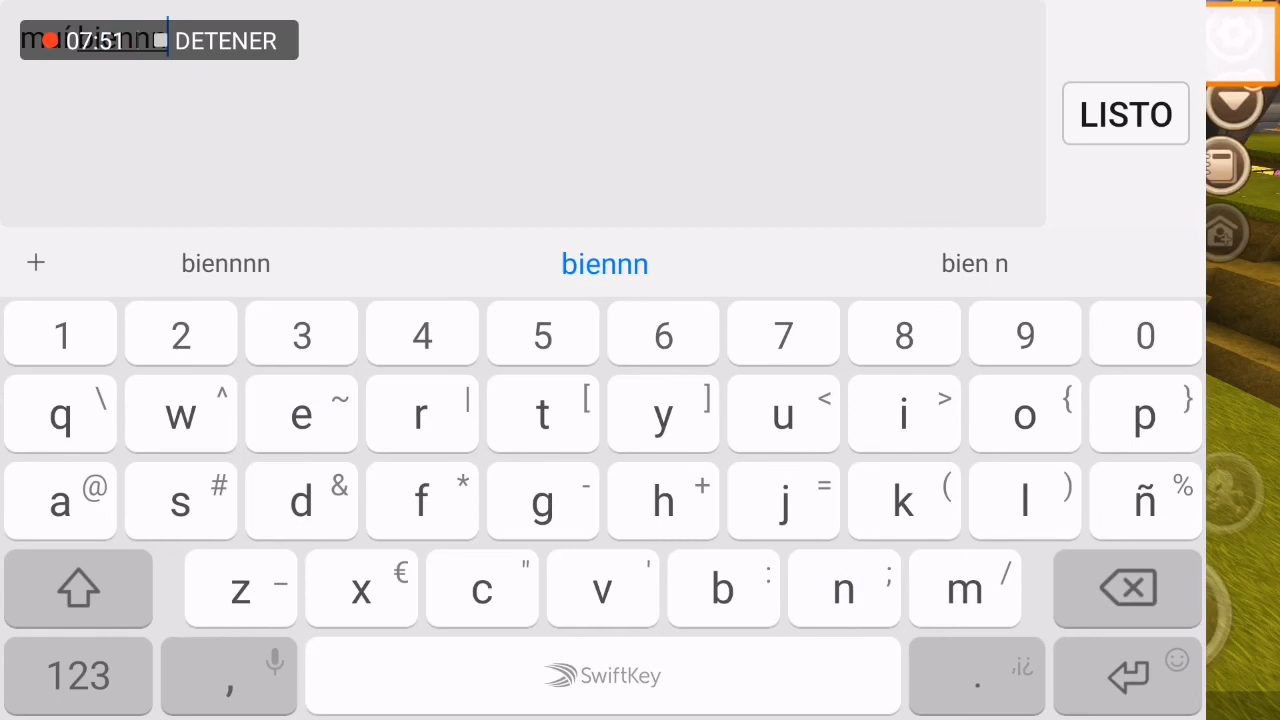 07:51 DETENER
LISTO
+ biennnn biennn bien n
1 2 3 4 5 6 7 8 9 0
q \ w ^ e ~ r | t [ y ] u < i > o { p }
a @ s # d & f * g - h + j = k ( l ) ñ %
z _ x € c " v ' b : n ; m /
123 , SwiftKey . ,¡¿